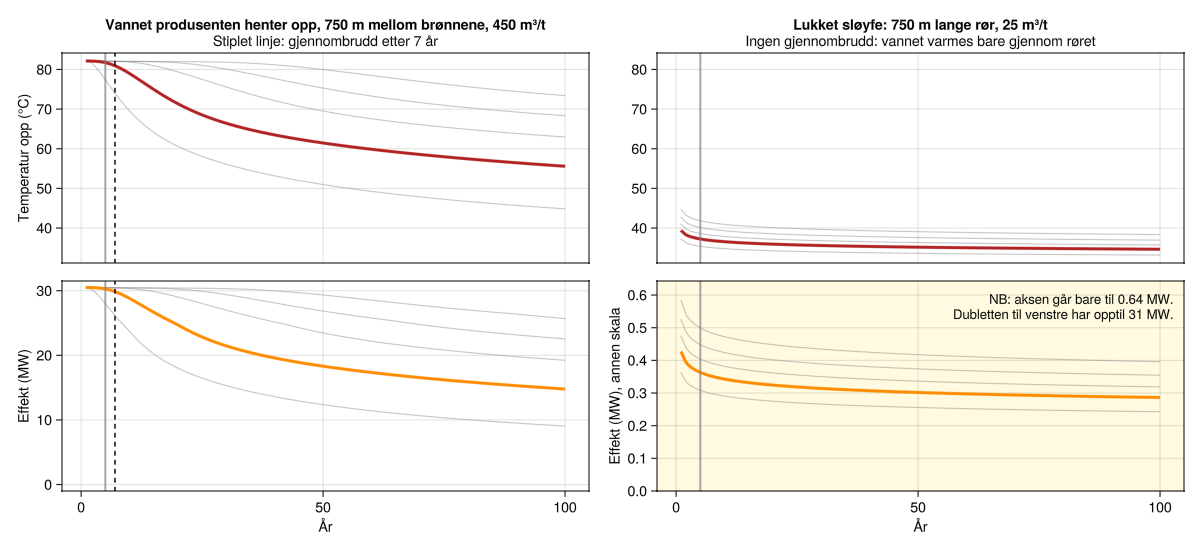 Vannet produsenten henter opp, 750 m mellom brønnene, 450 m³/t
Stiplet linje: gjennombrudd etter 7 år
Temperatur opp (°C)
80
70
60
50
40
Effekt (MW)
30
20
10
0
0
50
100
År
Lukket sløyfe: 750 m lange rør, 25 m³/t
Ingen gjennombrudd: vannet varmes bare gjennom røret
80
70
60
50
40
Effekt (MW), annen skala
0.6
0.5
0.4
0.3
0.2
0.1
0.0
NB: aksen går bare til 0.64 MW.
Dubletten til venstre har opptil 31 MW.
0
50
100
År